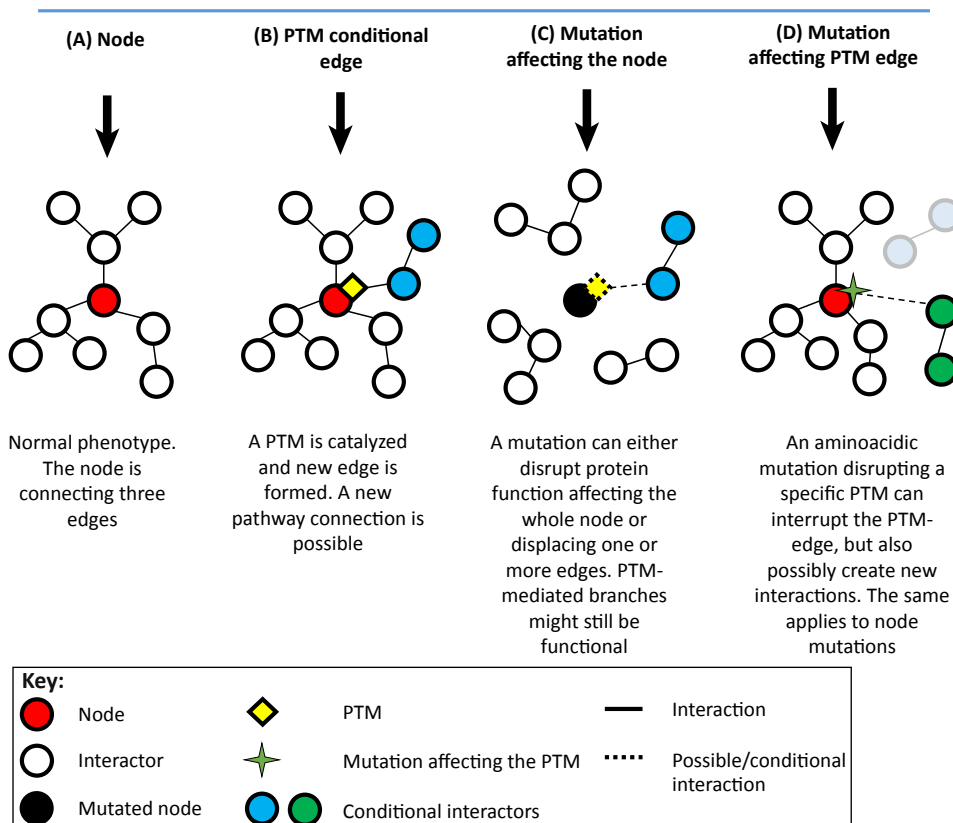 (A) Node
(B) PTM conditional
edge
(C) Mutation
affecting the node
(D) Mutation
affecting PTM edge
Normal phenotype.
The node is
connecting three
edges
A PTM is catalyzed
and new edge is
formed. A new
pathway connection is
possible
A mutation can either
disrupt protein
function affecting the
whole node or
displacing one or
more edges. PTM-
mediated branches
might still be
functional
An aminoacidic
mutation disrupting a
specific PTM can
interrupt the PTM-
edge, but also
possibly create new
interactions. The same
applies to node
mutations
Key:
Node
Interactor
Mutated node
PTM
Mutation affecting the PTM
Conditional interactors
Interaction
Possible/conditional
interaction